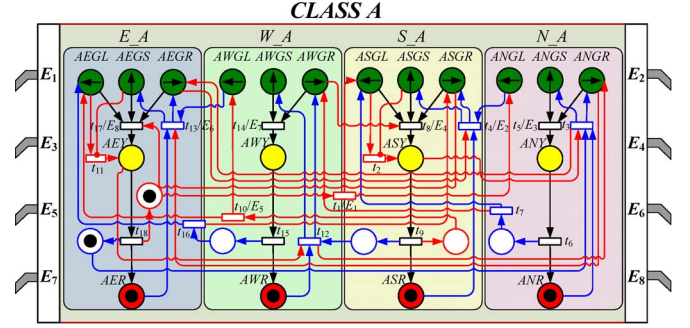 CLASS A
E_A W_A S_A N_A
AEGL AEGS AEGR AWGL AWGS AWGR ASGL ASGS ASGR ANGL ANGS ANGR
E1 E2
t17/E8 t13/E6 t14/E7 t8/E4 t4/E2 t5/E3 t3
E3 AEY AWY ASY ANY E4
t11 t2
t10/E5 t1/E1
E5 t18 t16 t15 t12 t9 t7 t6 E6
E7 AER AWR ASR ANR E8